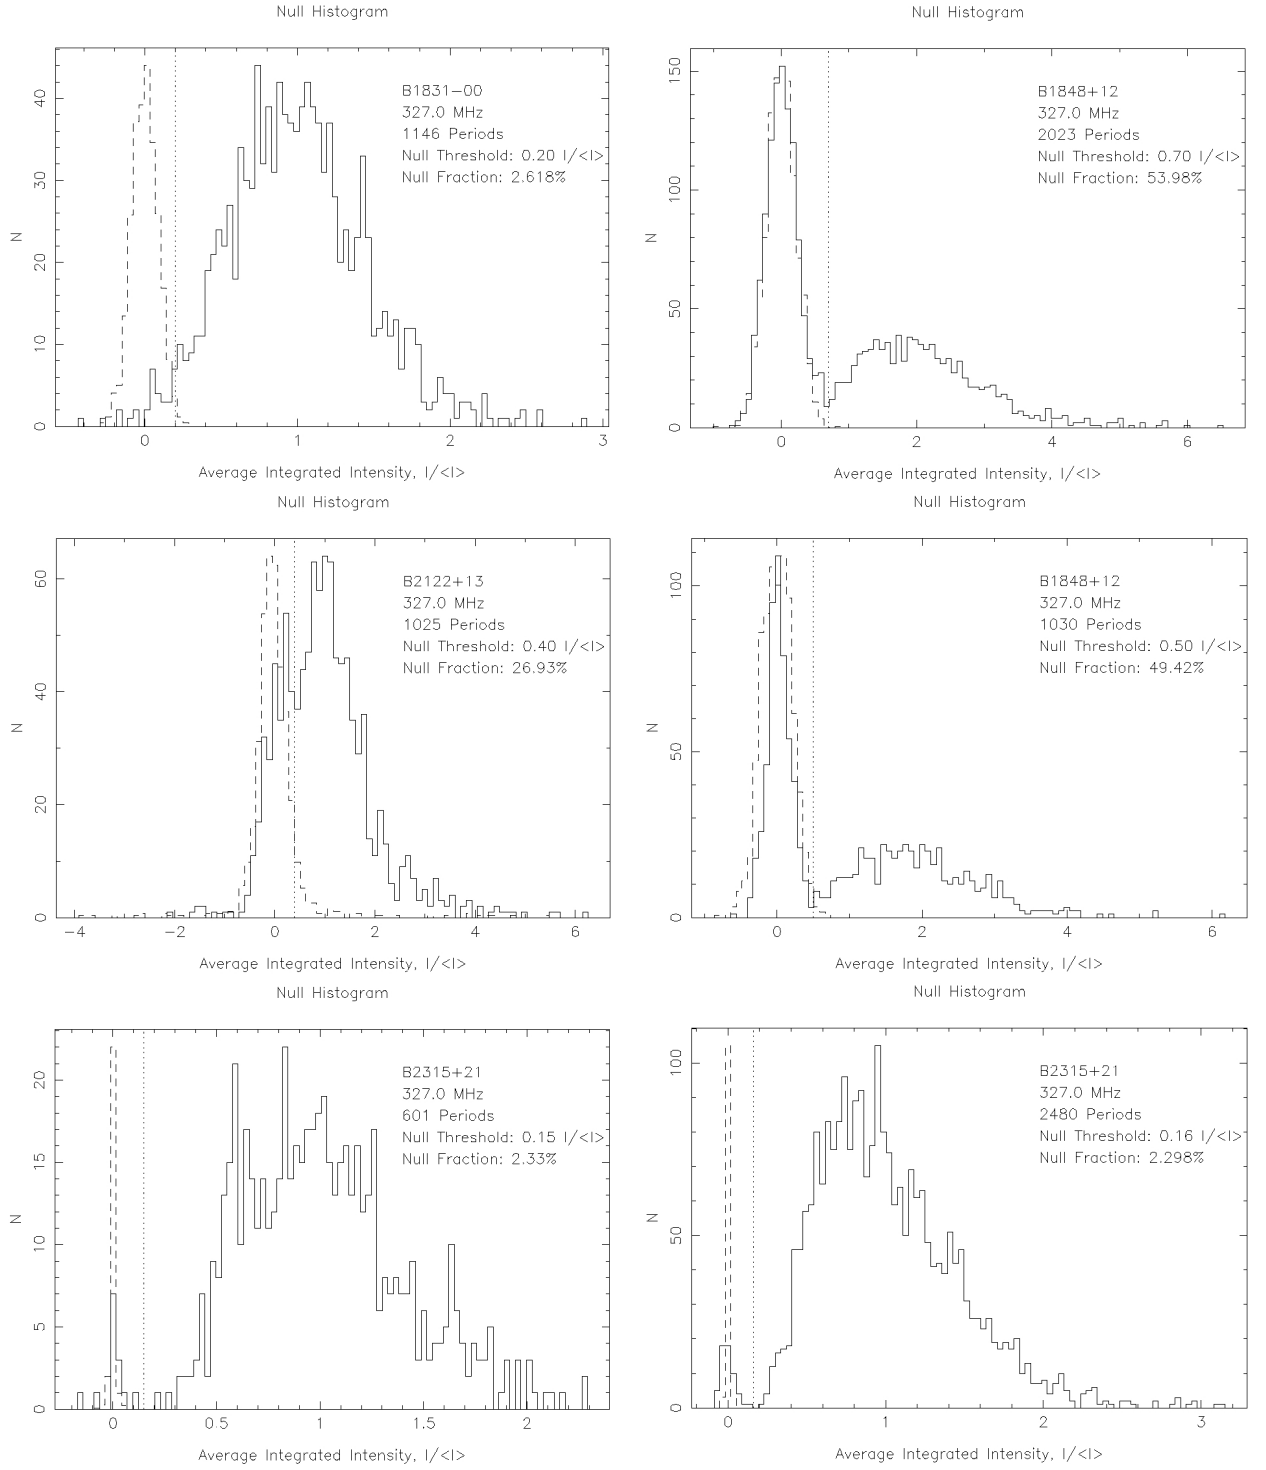 Null Histogram
N
0
10
20
30
40
B1831−00
327.0 MHz
1146 Periods
Null Threshold: 0.20 I/<I>
Null Fraction: 2.618%
0 1 2 3
Average Integrated Intensity, I/<I>
Null Histogram
N
0
50
100
150
B1848+12
327.0 MHz
2023 Periods
Null Threshold: 0.70 I/<I>
Null Fraction: 53.98%
0 2 4 6
Average Integrated Intensity, I/<I>
Null Histogram
N
0
20
40
60
B2122+13
327.0 MHz
1025 Periods
Null Threshold: 0.40 I/<I>
Null Fraction: 26.93%
−4 −2 0 2 4 6
Average Integrated Intensity, I/<I>
Null Histogram
N
0
50
100
B1848+12
327.0 MHz
1030 Periods
Null Threshold: 0.50 I/<I>
Null Fraction: 49.42%
0 2 4 6
Average Integrated Intensity, I/<I>
Null Histogram
N
0
5
10
15
20
B2315+21
327.0 MHz
601 Periods
Null Threshold: 0.15 I/<I>
Null Fraction: 2.33%
0 0.5 1 1.5 2
Average Integrated Intensity, I/<I>
Null Histogram
N
0
50
100
B2315+21
327.0 MHz
2480 Periods
Null Threshold: 0.16 I/<I>
Null Fraction: 2.298%
0 1 2 3
Average Integrated Intensity, I/<I>